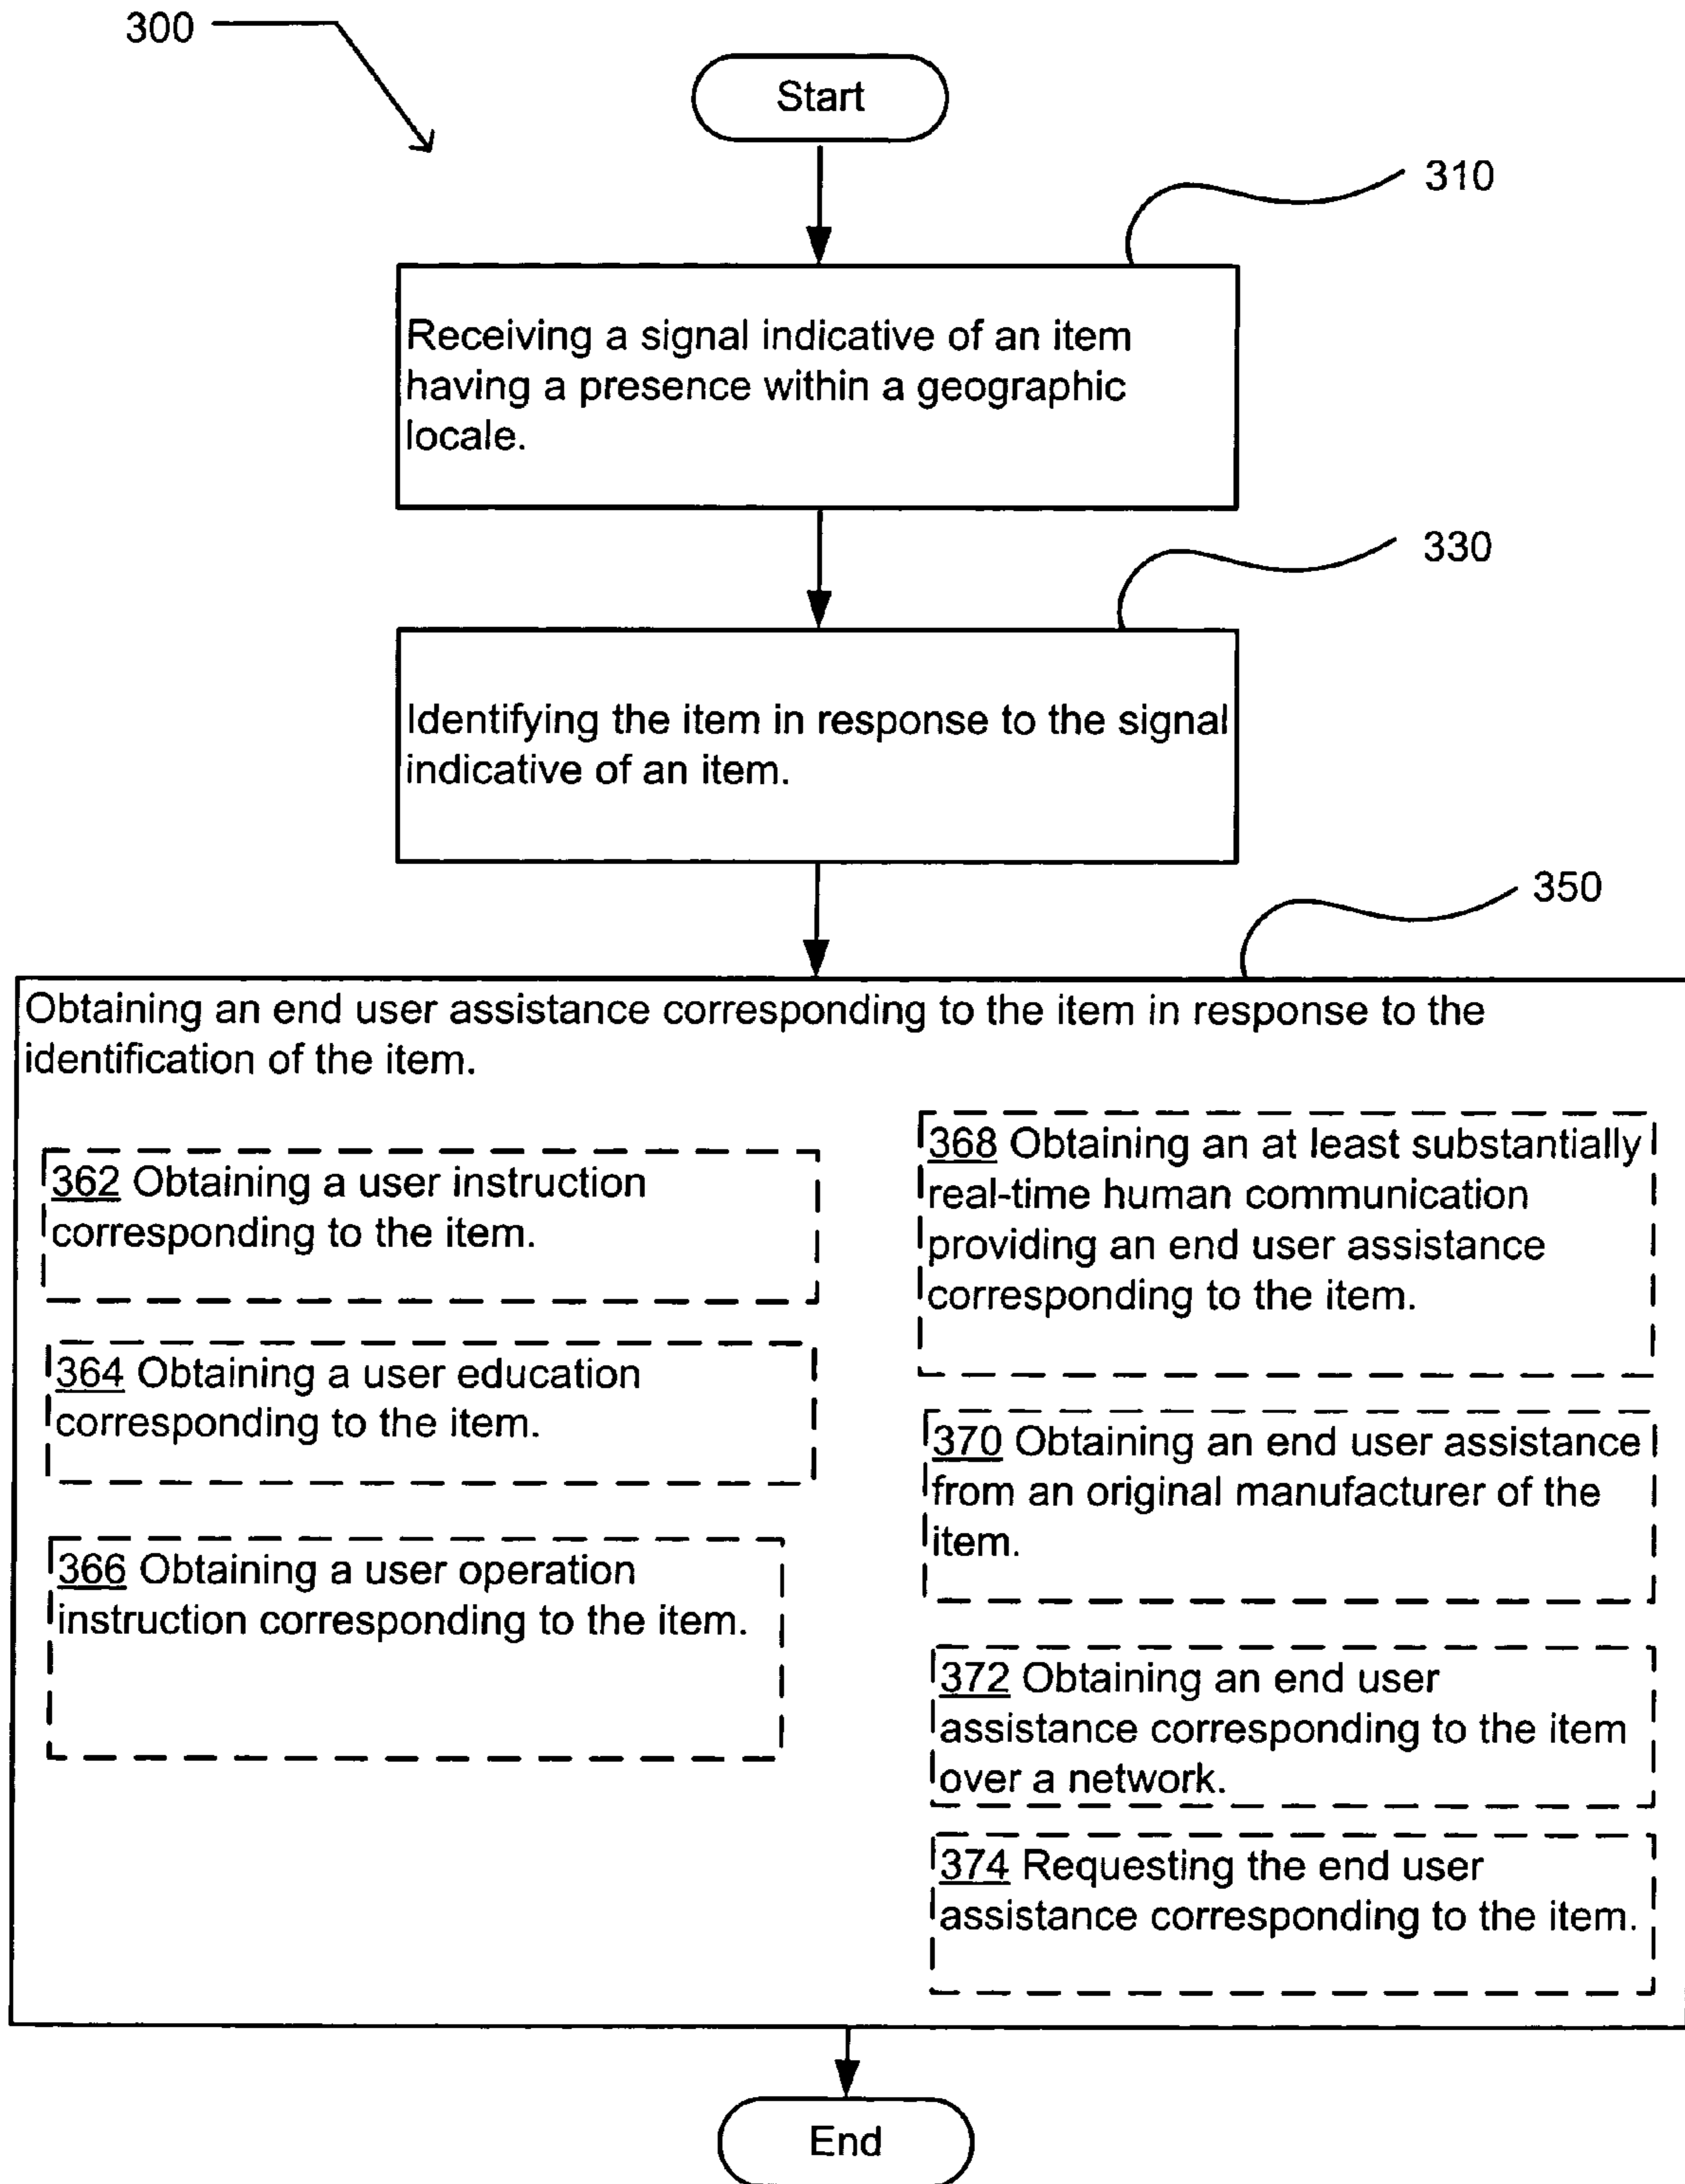 300
Start
310
Receiving a signal indicative of an item
having a presence within a geographic
locale.
330
Identifying the item in response to the signal
indicative of an item.
350
Obtaining an end user assistance corresponding to the item in response to the
identification of the item.
362 Obtaining a user instruction
corresponding to the item.
364 Obtaining a user education
corresponding to the item.
366 Obtaining a user operation
instruction corresponding to the item.
368 Obtaining an at least substantially
real-time human communication
providing an end user assistance
corresponding to the item.
370 Obtaining an end user assistance
from an original manufacturer of the
item.
372 Obtaining an end user
assistance corresponding to the item
over a network.
374 Requesting the end user
assistance corresponding to the item.
End